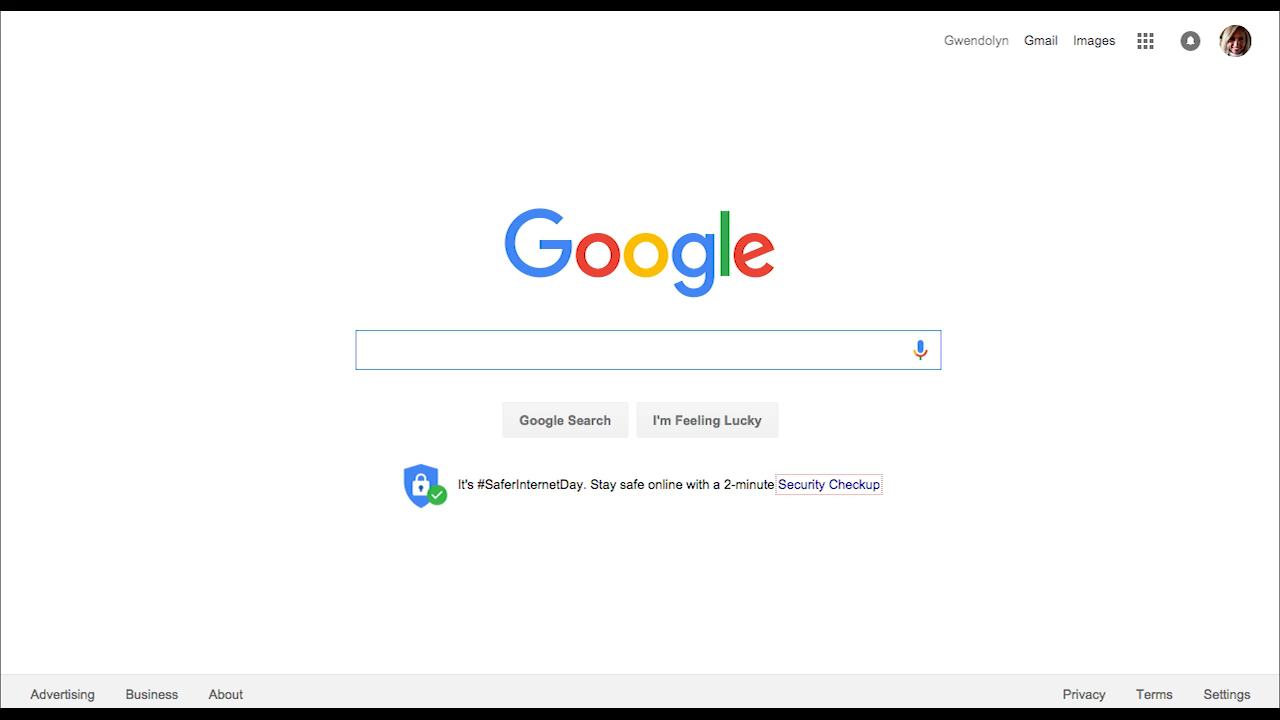 Gwendolyn Gmail Images
Google
Google Search I'm Feeling Lucky
It's #SaferInternetDay. Stay safe online with a 2-minute Security Checkup
Advertising Business About Privacy Terms Settings